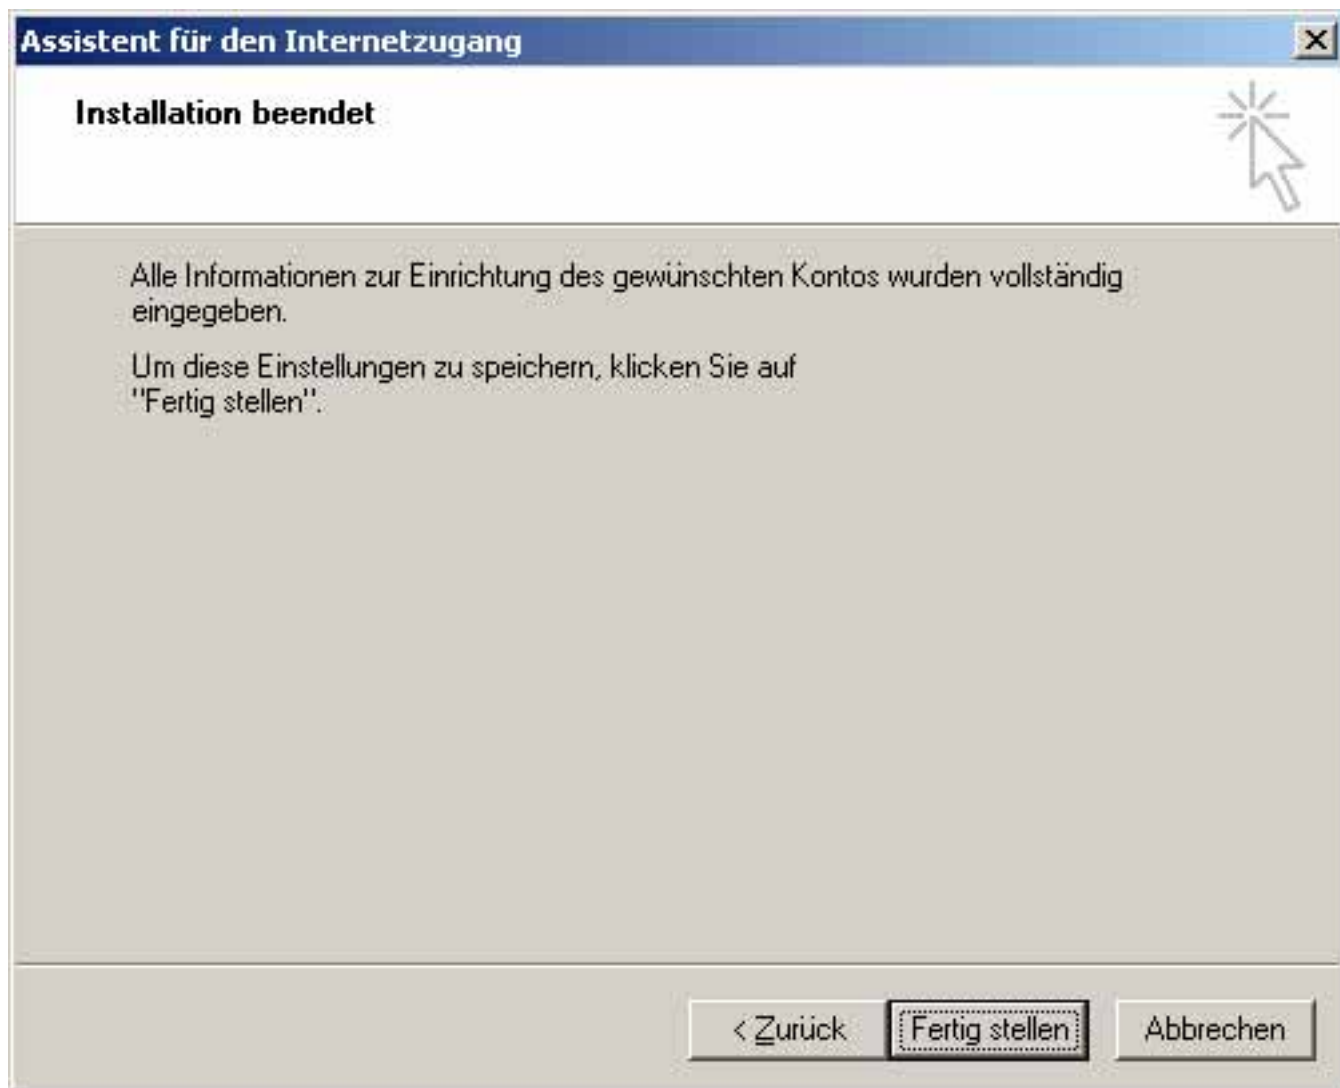 Assistent für den Internetzugang
Installation beendet
Alle Informationen zur Einrichtung des gewünschten Kontos wurden vollständig
eingegeben.
Um diese Einstellungen zu speichern, klicken Sie auf
"Fertig stellen".
< Zurück Fertig stellen Abbrechen